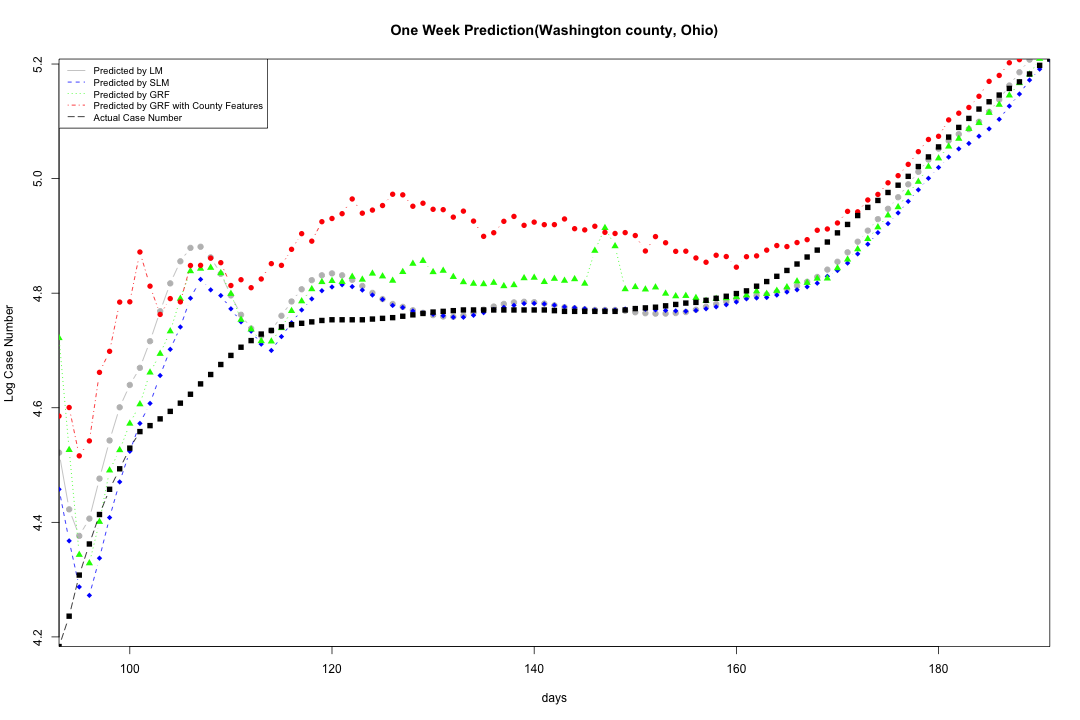 One Week Prediction(Washington county, Ohio)
Predicted by LM
Predicted by SLM
Predicted by GRF
Predicted by GRF with County Features
Actual Case Number
Log Case Number
5.2
5.0
4.8
4.6
4.4
4.2
100 120 140 160 180
days